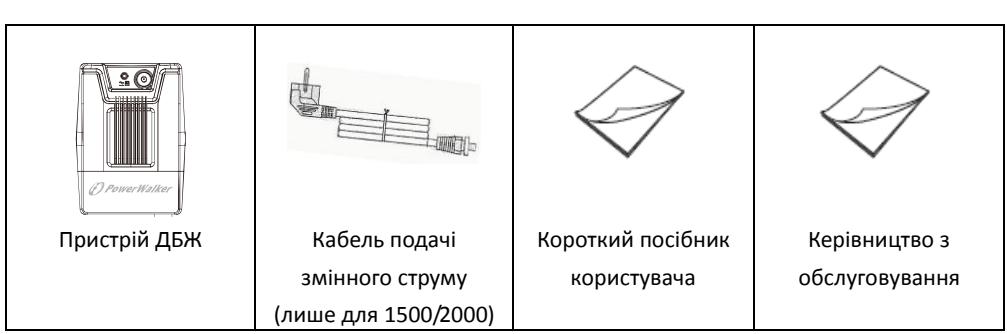 PowerWalker
Пристрій ДБЖ
Кабель подачі
змінного струму
(лише для 1500/2000)
Короткий посібник
користувача
Керівництво з
обслуговування